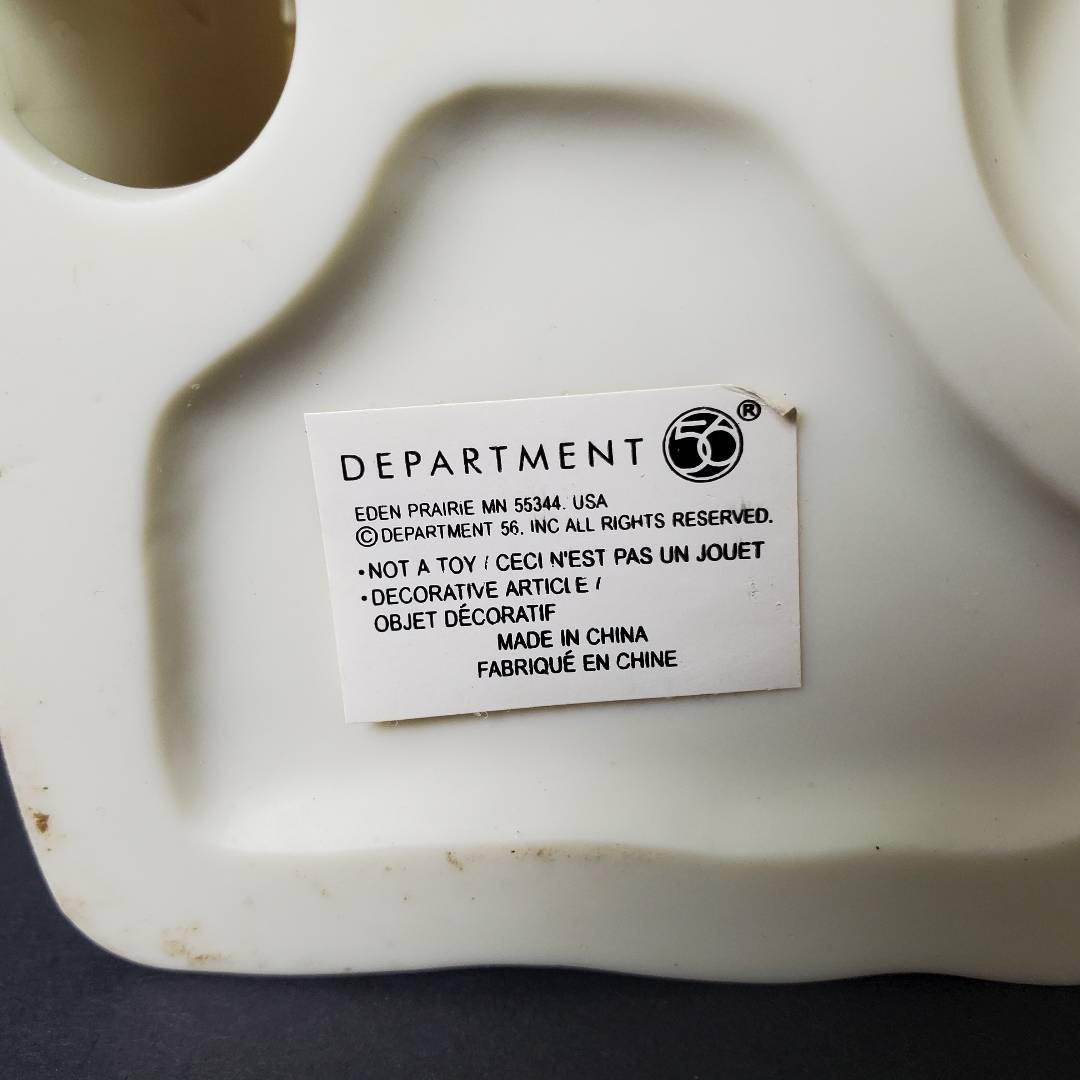 DEPARTMENT 56®
EDEN PRAIRIE MN 55344. USA
©DEPARTMENT 56, INC ALL RIGHTS RESERVED.
•NOT A TOY / CECI N'EST PAS UN JOUET
•DECORATIVE ARTICLE /
OBJET DÉCORATIF
MADE IN CHINA
FABRIQUÉ EN CHINE